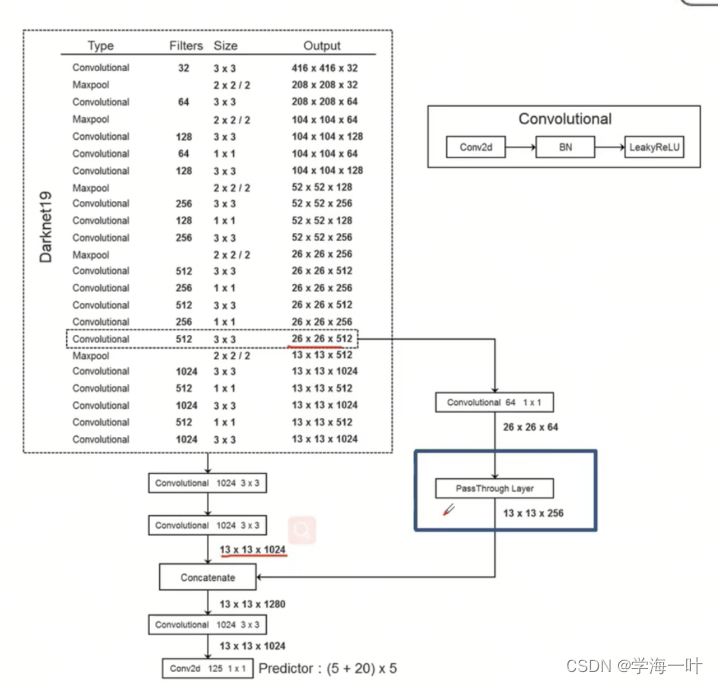 Type Filters Size Output
Convolutional 32 3 x 3 416 x 416 x 32
Maxpool 2 x 2 / 2 208 x 208 x 32
Convolutional 64 3 x 3 208 x 208 x 64
Maxpool 2 x 2 / 2 104 x 104 x 64
Convolutional 128 3 x 3 104 x 104 x 128
Convolutional 64 1 x 1 104 x 104 x 64
Convolutional 128 3 x 3 104 x 104 x 128
Maxpool 2 x 2 / 2 52 x 52 x 128
Convolutional 256 3 x 3 52 x 52 x 256
Convolutional 128 1 x 1 52 x 52 x 128
Convolutional 256 3 x 3 52 x 52 x 256
Maxpool 2 x 2 / 2 26 x 26 x 256
Convolutional 512 3 x 3 26 x 26 x 512
Convolutional 256 1 x 1 26 x 26 x 256
Convolutional 512 3 x 3 26 x 26 x 512
Convolutional 256 1 x 1 26 x 26 x 256
Convolutional 512 3 x 3 26 x 26 x 512
Maxpool 2 x 2 / 2 13 x 13 x 512
Convolutional 1024 3 x 3 13 x 13 x 1024
Convolutional 512 1 x 1 13 x 13 x 512
Convolutional 1024 3 x 3 13 x 13 x 1024
Convolutional 512 1 x 1 13 x 13 x 512
Convolutional 1024 3 x 3 13 x 13 x 1024
Darknet19
Convolutional
Conv2d BN LeakyReLU
Convolutional 64 1 x 1
26 x 26 x 64
PassThrough Layer
13 x 13 x 256
Convolutional 1024 3 x 3
Convolutional 1024 3 x 3
13 x 13 x 1024
Concatenate
13 x 13 x 1280
Convolutional 1024 3 x 3
13 x 13 x 1024
Conv2d 125 1 x 1 Predictor : (5 + 20) x 5
CSDN @学海一叶